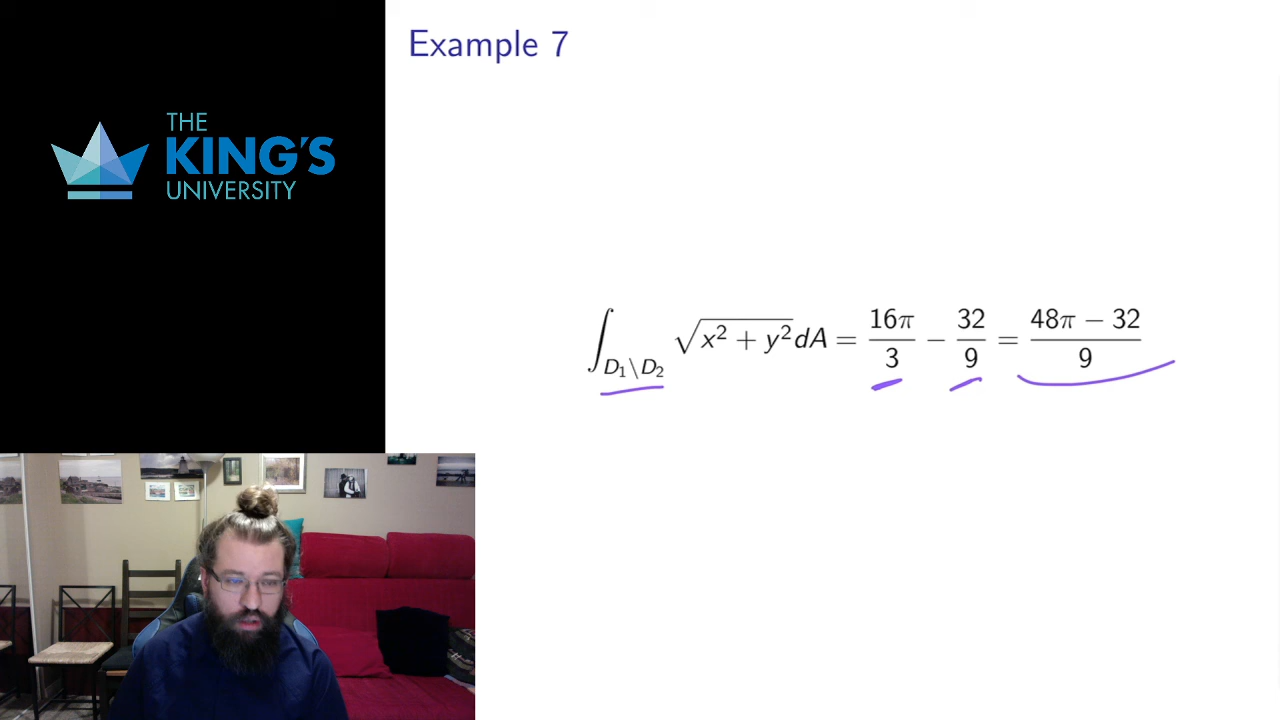 THE
KING'S
UNIVERSITY
Example 7
∫_{D₁\D₂} √(x² + y²) dA = 16π/3 − 32/9 = (48π − 32)/9